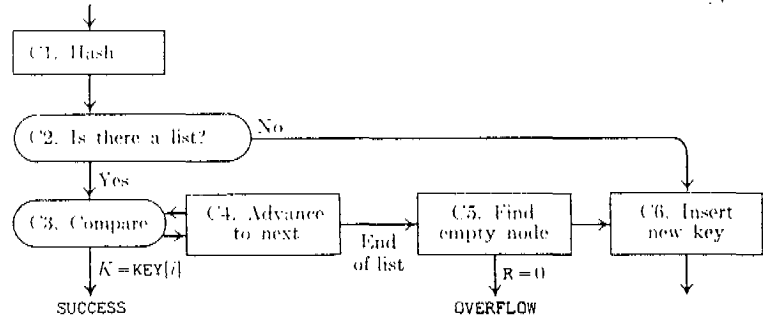 C1. Hash
C2. Is there a list?
No
Yes
C3. Compare
C4. Advance
to next
C5. Find
empty node
C6. Insert
new key
End
of list
K = KEY[i]
R = 0
SUCCESS
OVERFLOW